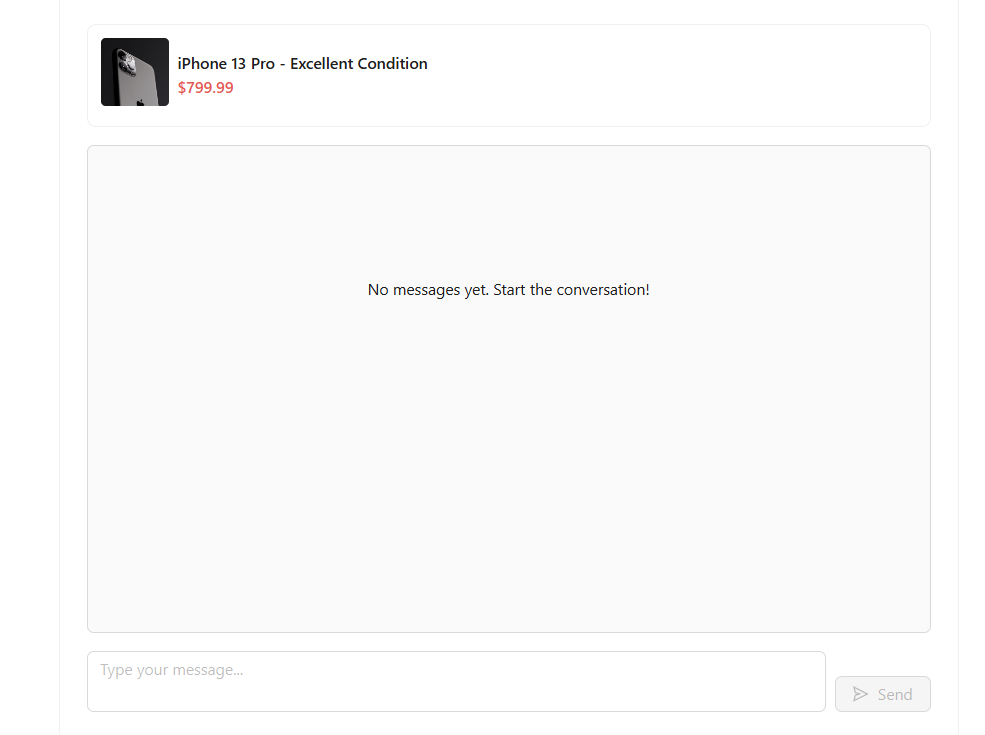 iPhone 13 Pro - Excellent Condition
$799.99
No messages yet. Start the conversation!
Type your message...
Send